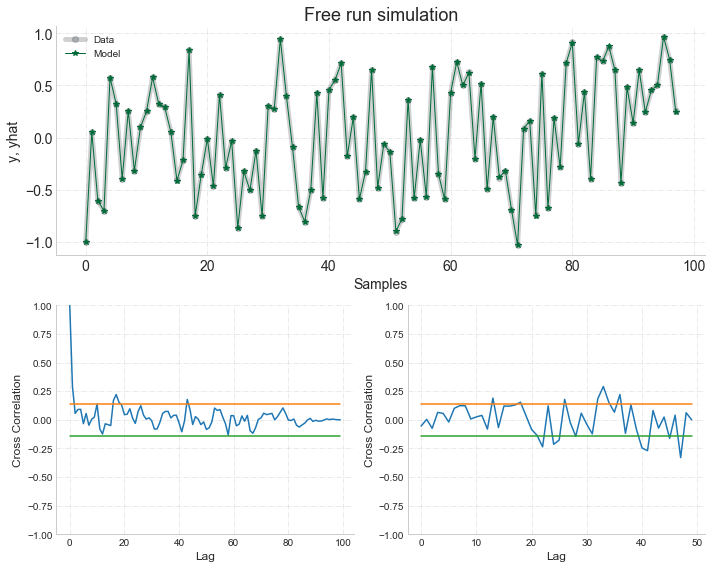 Free run simulation
Data
Model
y, yhat
1.0
0.5
0.0
−0.5
−1.0
0 20 40 60 80 100
Samples
Cross Correlation
1.00
0.75
0.50
0.25
0.00
−0.25
−0.50
−0.75
−1.00
0 20 40 60 80 100
Lag
Cross Correlation
1.00
0.75
0.50
0.25
0.00
−0.25
−0.50
−0.75
−1.00
0 10 20 30 40 50
Lag